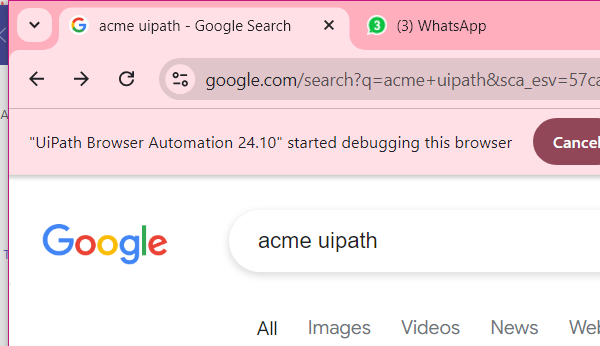 acme uipath - Google Search
(3) WhatsApp
google.com/search?q=acme+uipath&sca_esv=57ca
"UiPath Browser Automation 24.10" started debugging this browser Cancel
Google acme uipath
All Images Videos News Web